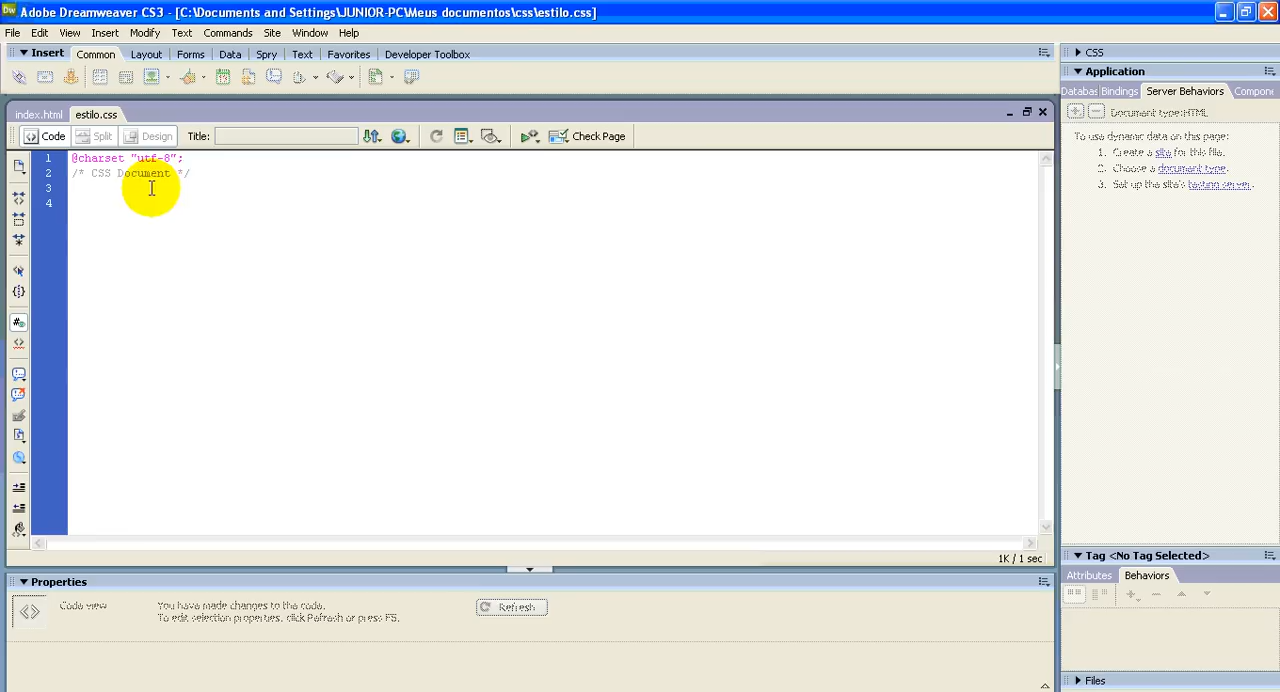 Adobe Dreamweaver CS3 - [C:\Documents and Settings\JUNIOR-PC\Meus documentos\css\estilo.css]
File Edit View Insert Modify Text Commands Site Window Help
Insert Common Layout Forms Data Spry Text Favorites Developer Toolbox
index.html estilo.css
Code Split Design Title: Check Page
1 @charset "utf-8";
2 /* CSS Document */
3
4
1K / 1 sec
Properties
Code view You have made changes to the code. Refresh
To edit selection properties, click Refresh or press F5.
CSS
Application
Databas Bindings Server Behaviors Compone
Document type:HTML
To use dynamic data on this page:
1. Create a site for this file.
2. Choose a document type.
3. Set up the site's testing server.
Tag <No Tag Selected>
Attributes Behaviors
Files